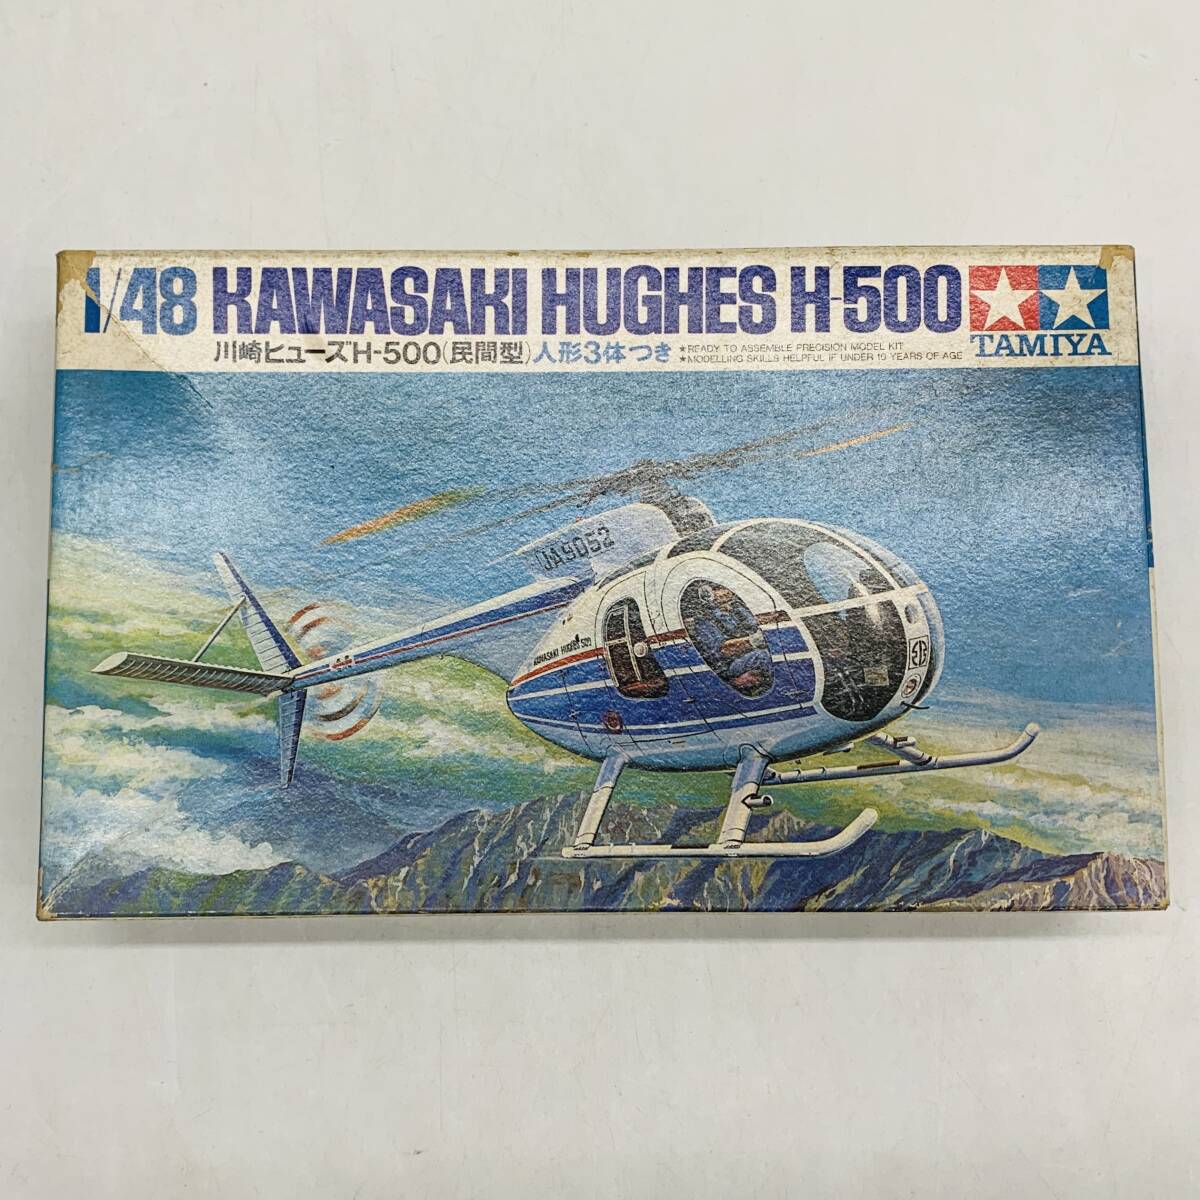 1/48 KAWASAKI HUGHES H-500
川崎ヒューズH-500(民間型)人形3体つき
★READY TO ASSEMBLE PRECISION MODEL KIT
★MODELLING SKILLS HELPFUL IF UNDER 10 YEARS OF AGE
TAMIYA
JA9052
KAWASAKI HUGHES 500